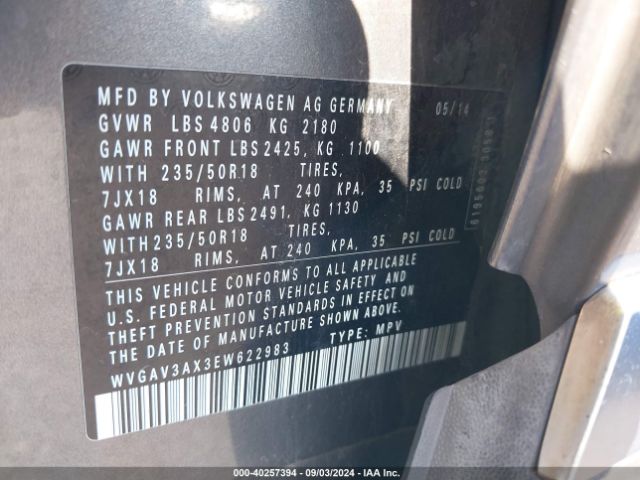 MFD BY VOLKSWAGEN AG GERMANY 05/14
GVWR LBS 4806 KG 2180
GAWR FRONT LBS 2425, KG 1100
WITH 235/50R18 TIRES,
7JX18 RIMS, AT 240 KPA, 35 PSI COLD
GAWR REAR LBS 2491, KG 1130
WITH 235/50R18 TIRES,
7JX18 RIMS, AT 240 KPA, 35 PSI COLD
THIS VEHICLE CONFORMS TO ALL APPLICABLE
U.S. FEDERAL MOTOR VEHICLE SAFETY AND
THEFT PREVENTION STANDARDS IN EFFECT ON
THE DATE OF MANUFACTURE SHOWN ABOVE.
WVGAV3AX3EW622983 TYPE: MPV
000-40257394 - 09/03/2024 - IAA Inc.